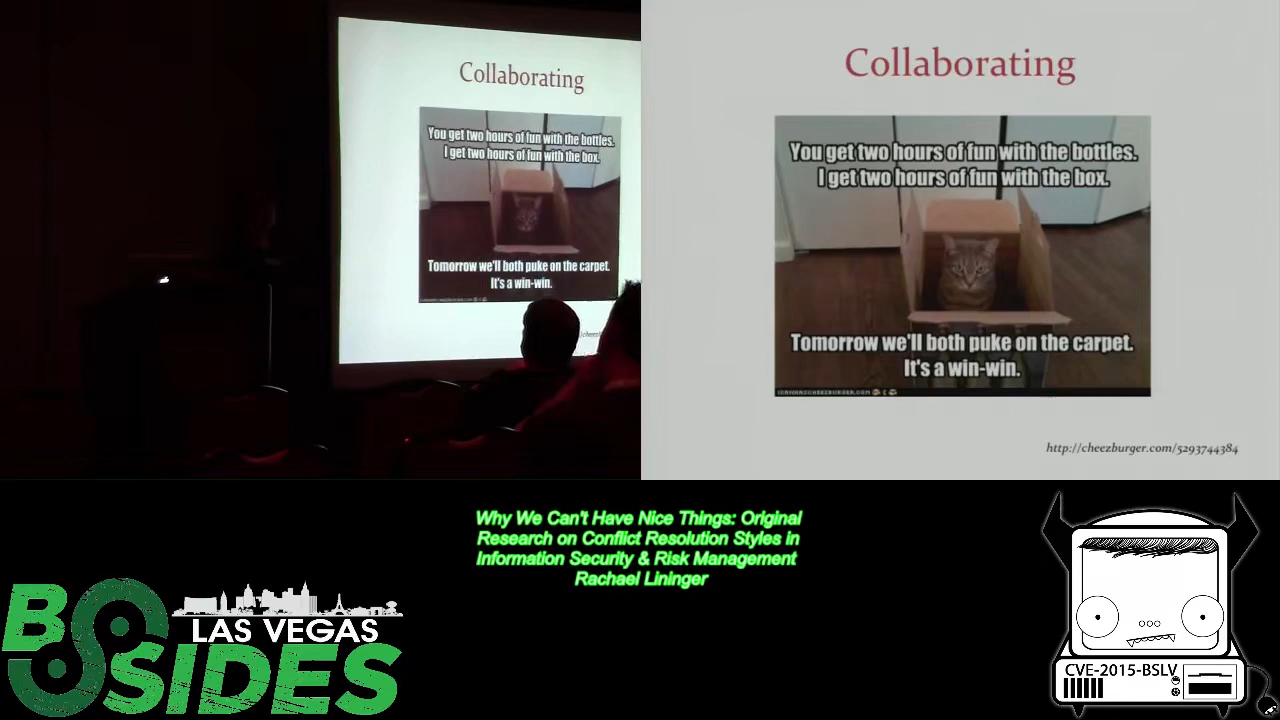 Collaborating
You get two hours of fun with the bottles.
I get two hours of fun with the box.
Tomorrow we'll both puke on the carpet.
It's a win-win.
Collaborating
You get two hours of fun with the bottles.
I get two hours of fun with the box.
Tomorrow we'll both puke on the carpet.
It's a win-win.
ICANHASCHEEZBURGER.COM
http://cheezburger.com/5293744384
Why We Can't Have Nice Things: Original
Research on Conflict Resolution Styles in
Information Security & Risk Management
Rachael Lininger
BSIDES
LAS VEGAS
CVE-2015-BSLV